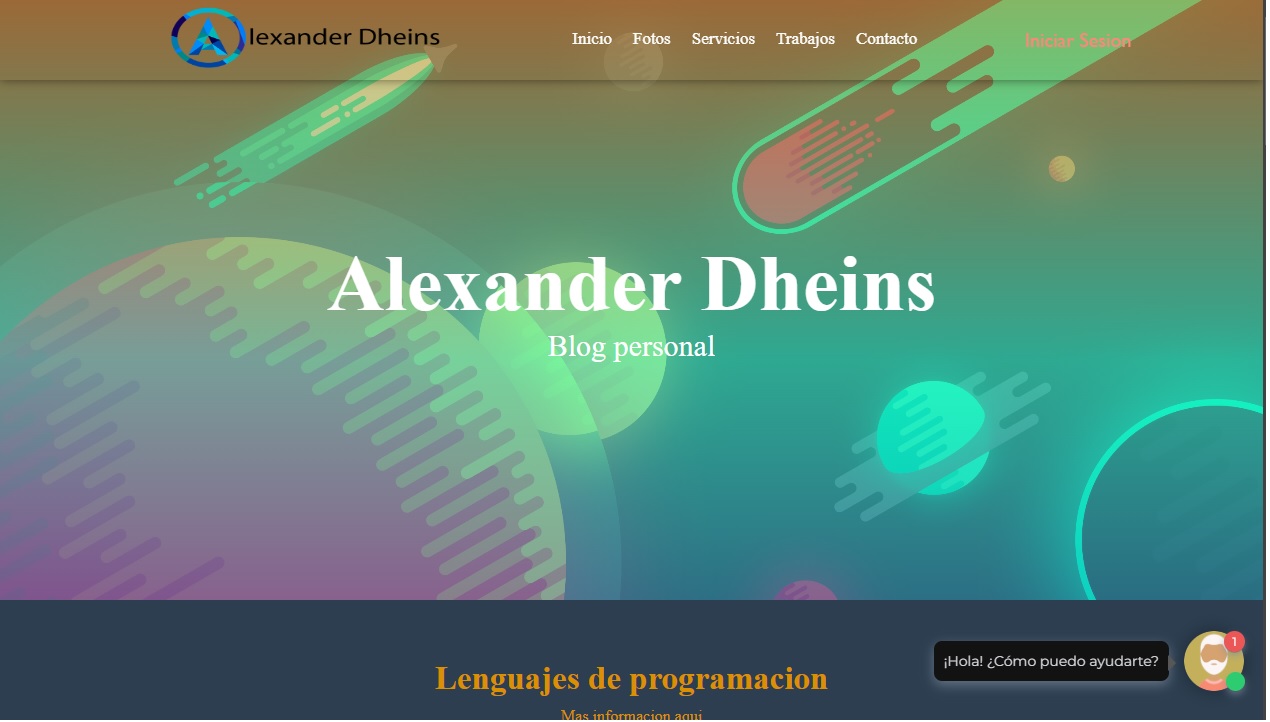 Alexander Dheins
Inicio Fotos Servicios Trabajos Contacto
Iniciar Sesion
Alexander Dheins
Blog personal
Lenguajes de programacion
Mas informacion aqui
¡Hola! ¿Cómo puedo ayudarte?
1